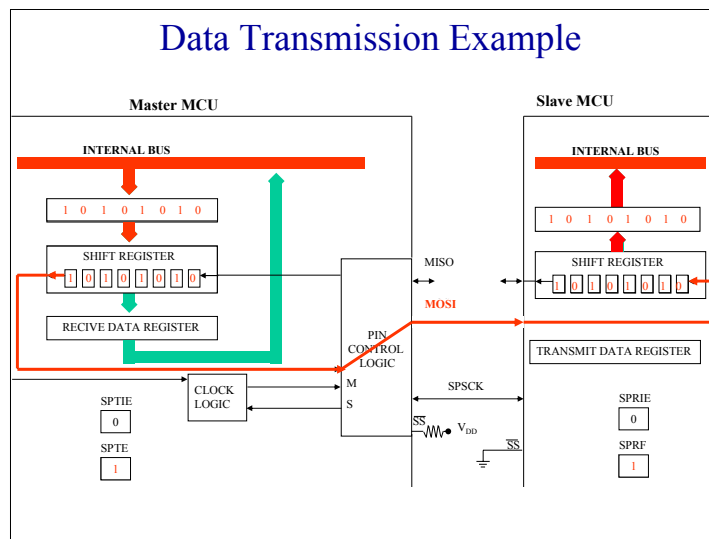 Data Transmission Example
Master MCU
Slave MCU
INTERNAL BUS
INTERNAL BUS
1 0 1 0 1 0 1 0
1 0 1 0 1 0 1 0
SHIFT REGISTER
1 0 1 0 1 0 1 0
SHIFT REGISTER
1 0 1 0 1 0 1 0
MISO
MOSI
RECIVE DATA REGISTER
PIN
CONTROL
LOGIC
TRANSMIT DATA REGISTER
CLOCK
LOGIC
M
S
SPSCK
SS
VDD
SS
SPTIE
0
SPTE
1
SPRIE
0
SPRF
1